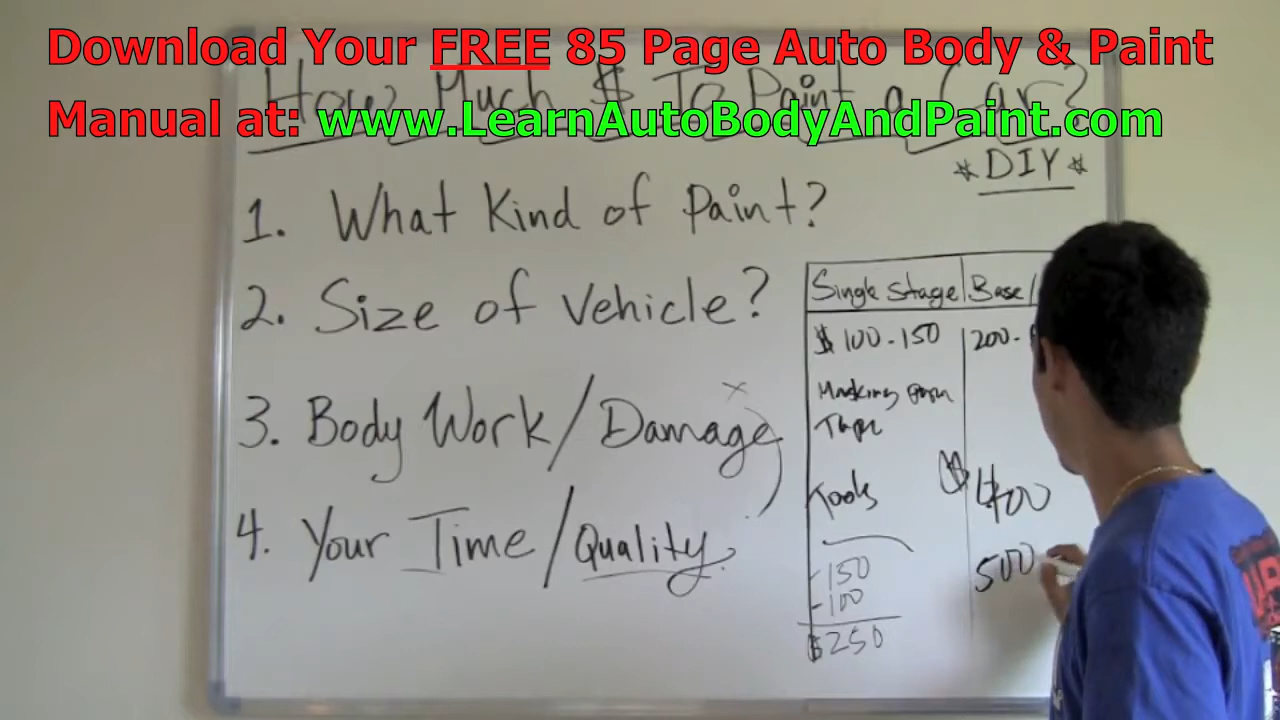 Download Your FREE 85 Page Auto Body & Paint
Manual at: www.LearnAutoBodyAndPaint.com
How Much $ To Paint a Car?
*DIY*
1. What Kind of Paint?
2. Size of Vehicle?
3. Body Work/Damage
4. Your Time/Quality
Single Stage Base/
$100-150 200-
Masking
Tape
Tools $400
-150 500
-100
$250